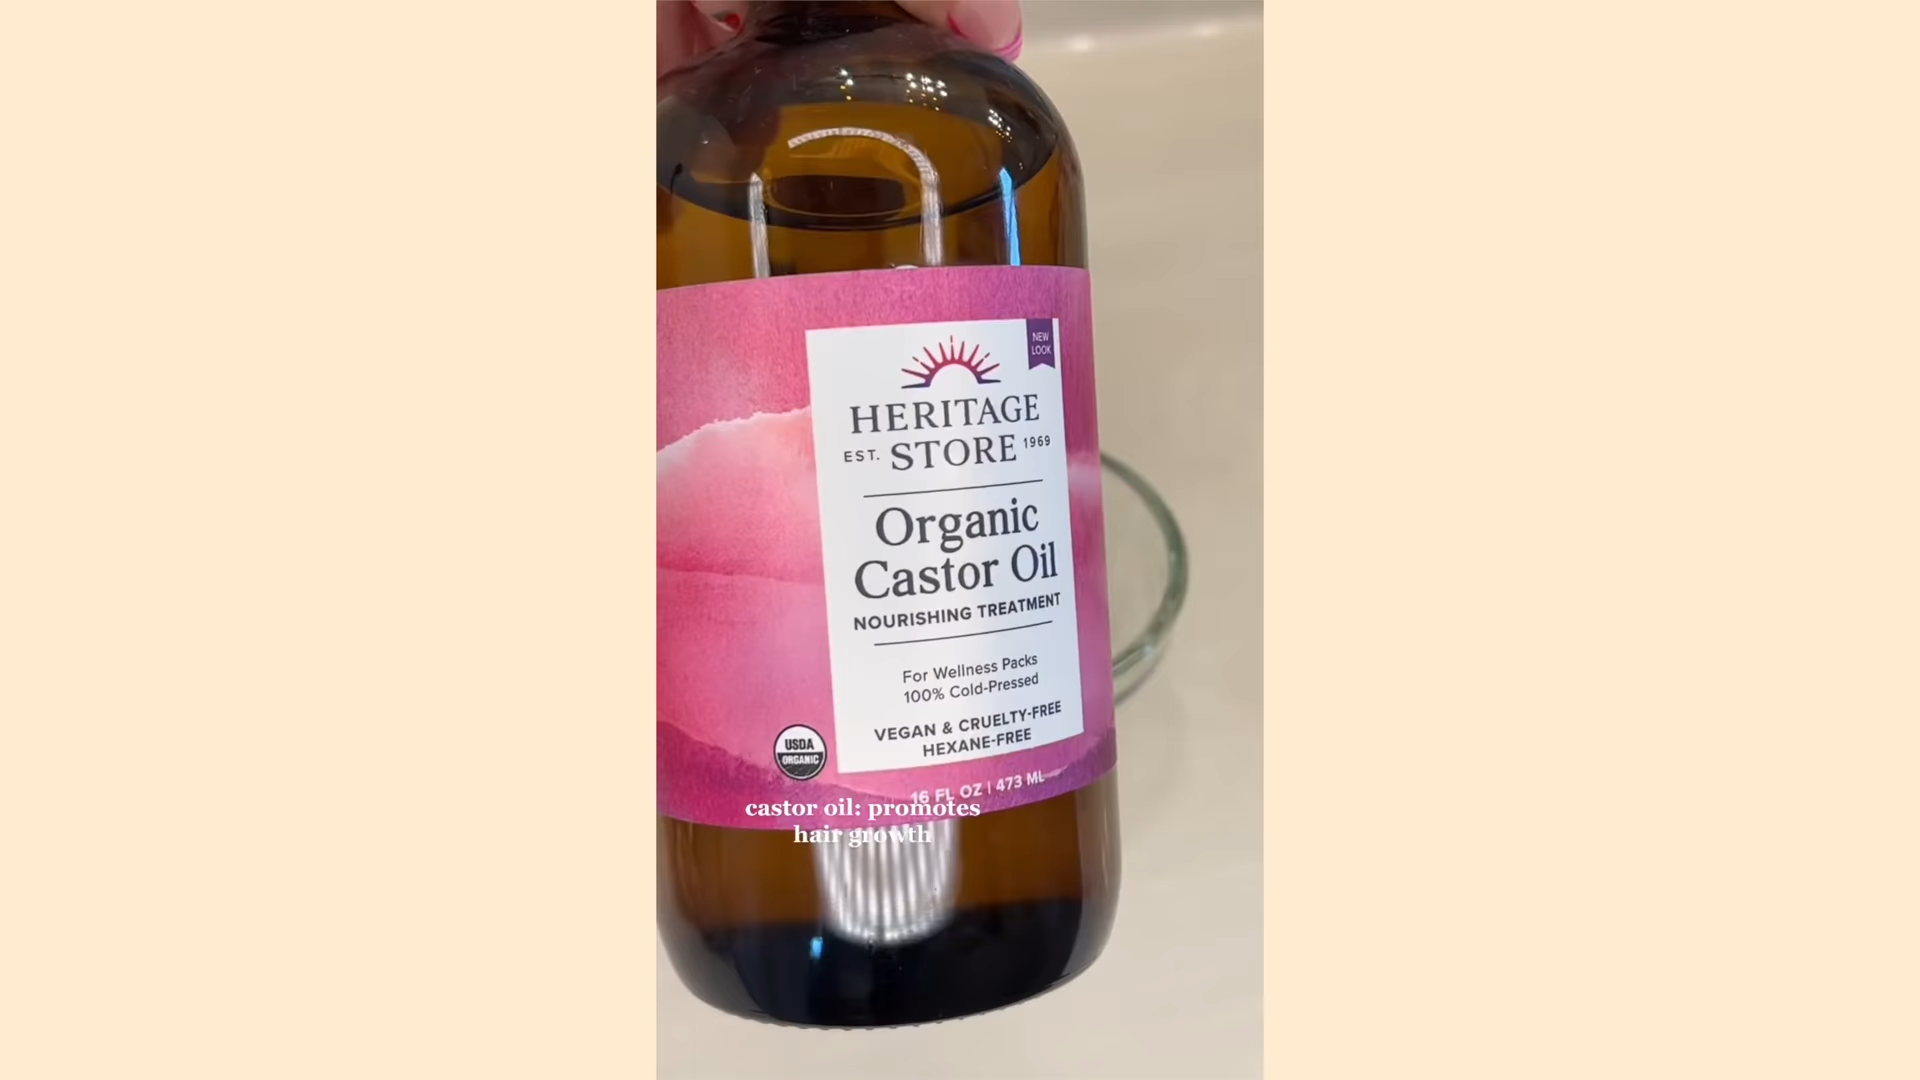 NEW
LOOK
HERITAGE
EST. STORE 1969
Organic
Castor Oil
NOURISHING TREATMENT
For Wellness Packs
100% Cold-Pressed
VEGAN & CRUELTY-FREE
HEXANE-FREE
USDA
ORGANIC
16 FL OZ | 473 ML
castor oil: promotes
hair growth